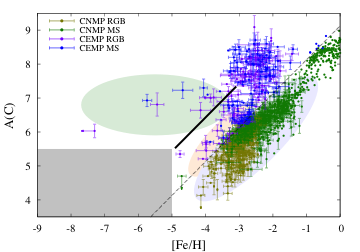 CNMP RGB
CNMP MS
CEMP RGB
CEMP MS
9
8
7
6
5
4
A(C)
-8 -7 -6 -5 -4 -3 -2 -1 0
[Fe/H]